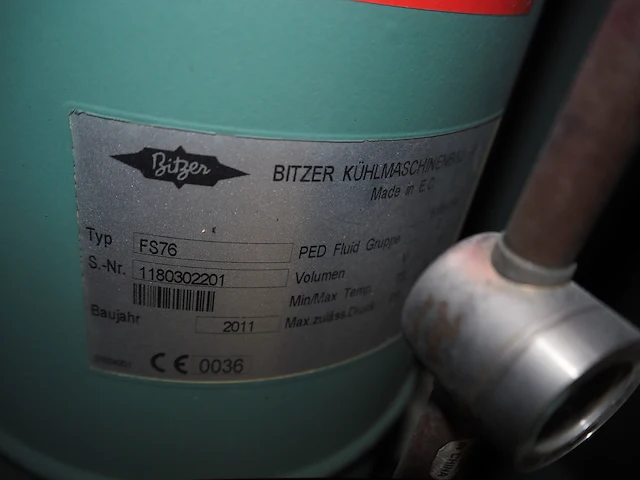 Bitzer
BITZER KÜHLMASCHINENBAU
Made in E.C.
Typ FS76 PED Fluid Gruppe
S.-Nr. 1180302201 Volumen
Min/Max Temp.
Baujahr 2011 Max.zuläss.Druck
CE 0036